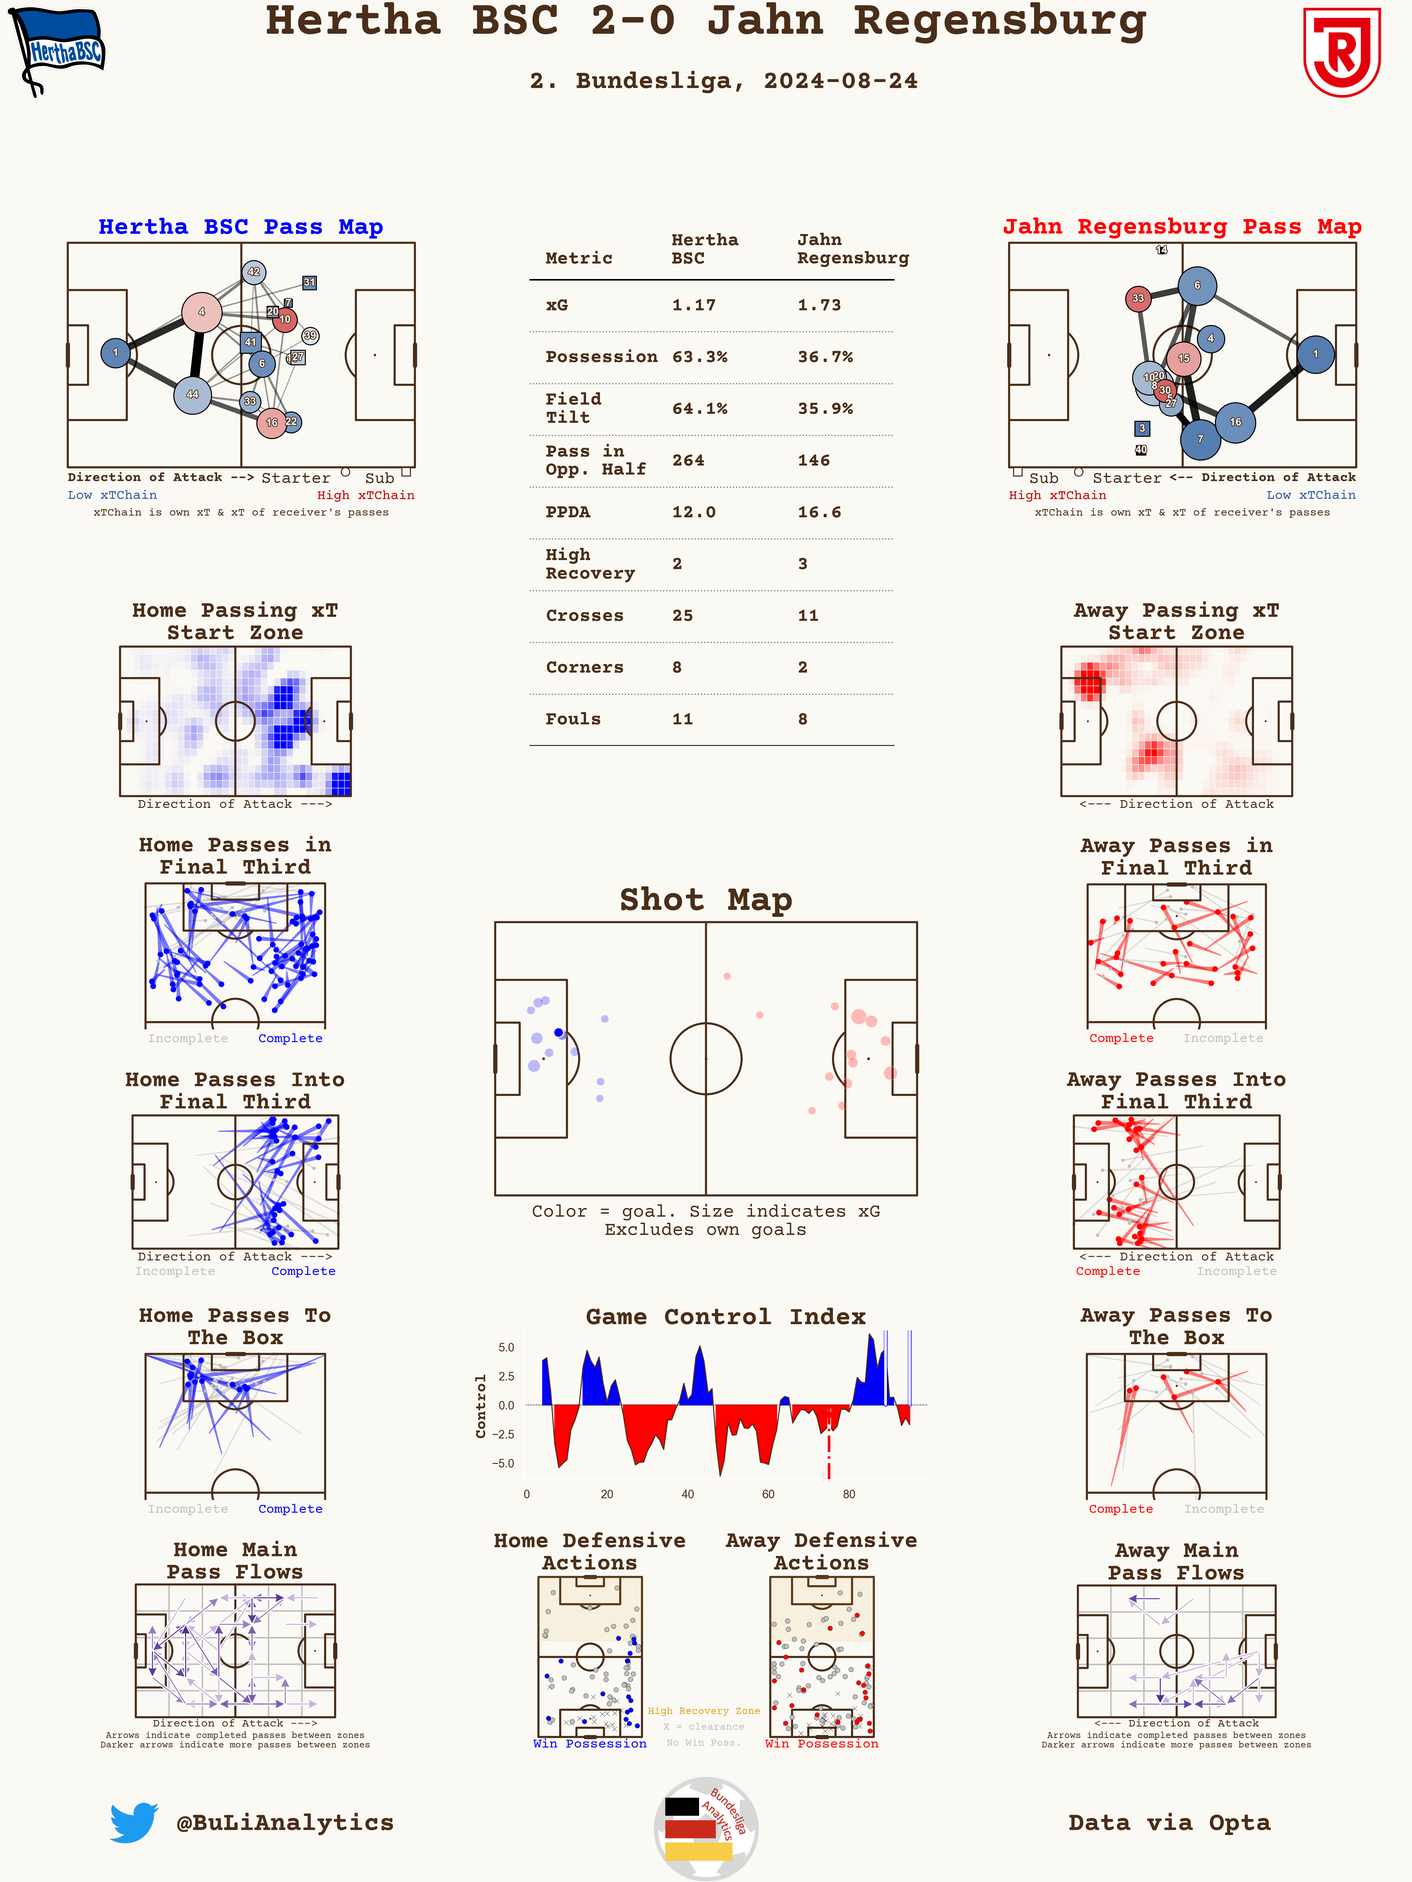 Hertha BSC 2-0 Jahn Regensburg
2. Bundesliga, 2024-08-24
HerthaBSC
Hertha BSC Pass Map
42
31
7
20
10
4
39
41
1
6
27
44
33
16
22
Direction of Attack --> Starter Sub
Low xTChain High xTChain
xTChain is own xT & xT of receiver's passes
Metric Hertha BSC Jahn Regensburg
xG 1.17 1.73
Possession 63.3% 36.7%
Field Tilt 64.1% 35.9%
Pass in Opp. Half 264 146
PPDA 12.0 16.6
High Recovery 2 3
Crosses 25 11
Corners 8 2
Fouls 11 8
Jahn Regensburg Pass Map
14
6
33
4
15
1
10
20
8
30
5
27
3
16
7
40
Sub Starter <-- Direction of Attack
High xTChain Low xTChain
xTChain is own xT & xT of receiver's passes
Home Passing xT
Start Zone
Direction of Attack --->
Away Passing xT
Start Zone
<--- Direction of Attack
Home Passes in
Final Third
Incomplete Complete
Away Passes in
Final Third
Complete Incomplete
Shot Map
Color = goal. Size indicates xG
Excludes own goals
Home Passes Into
Final Third
Direction of Attack --->
Incomplete Complete
Away Passes Into
Final Third
<--- Direction of Attack
Complete Incomplete
Home Passes To
The Box
Incomplete Complete
Game Control Index
Control
5.0
2.5
0.0
−2.5
−5.0
0 20 40 60 80
Away Passes To
The Box
Complete Incomplete
Home Main
Pass Flows
Direction of Attack --->
Arrows indicate completed passes between zones
Darker arrows indicate more passes between zones
Home Defensive
Actions
Win Possession
High Recovery Zone
X = clearance
No Win Poss.
Away Defensive
Actions
Win Possession
Away Main
Pass Flows
<--- Direction of Attack
Arrows indicate completed passes between zones
Darker arrows indicate more passes between zones
@BuLiAnalytics
Bundesliga
Analytics
Data via Opta